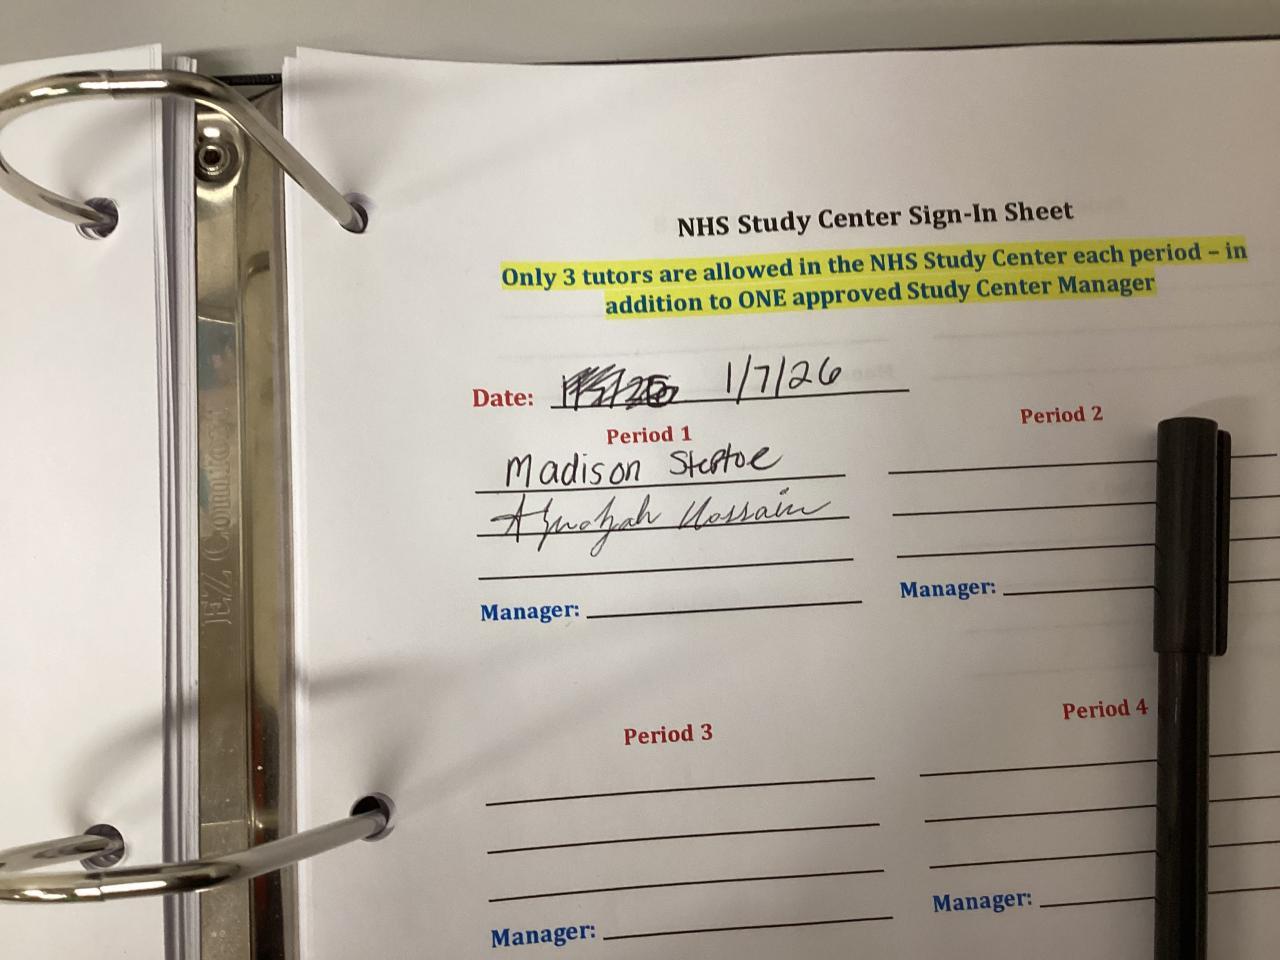 NHS Study Center Sign-In Sheet
Only 3 tutors are allowed in the NHS Study Center each period – in
addition to ONE approved Study Center Manager
Date: 1/7/26
Period 1
Period 2
Madison Steptoe
Hossain
Manager:
Manager:
Period 3
Period 4
Manager:
Manager: